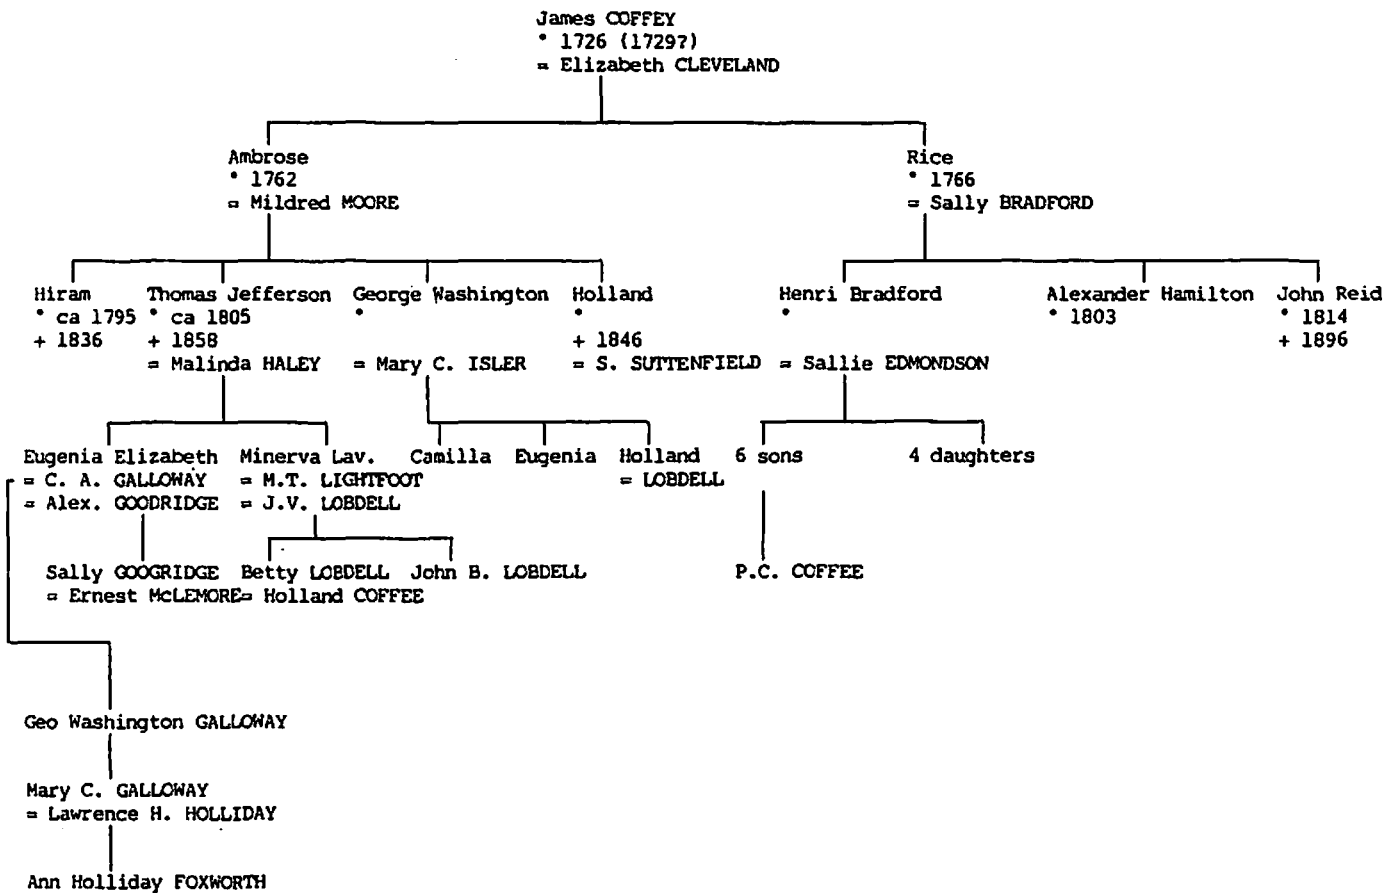 James COFFEY
* 1726 (1729?)
= Elizabeth CLEVELAND
Ambrose
* 1762
= Mildred MOORE
Rice
* 1766
= Sally BRADFORD
Hiram
* ca 1795
+ 1836
Thomas Jefferson
* ca 1805
+ 1858
= Malinda HALEY
George Washington
*
= Mary C. ISLER
Holland
*
+ 1846
= S. SUTTENFIELD
Henri Bradford
*
= Sallie EDMONDSON
Alexander Hamilton
* 1803
John Reid
* 1814
+ 1896
Eugenia Elizabeth
= C. A. GALLOWAY
= Alex. GOODRIDGE
Minerva Lav.
= M.T. LIGHTFOOT
= J.V. LOBDELL
Camilla
Eugenia
Holland
= LOBDELL
6 sons
4 daughters
Sally GOOGRIDGE
= Ernest McLEMORE
Betty LOBDELL
= Holland COFFEE
John B. LOBDELL
P.C. COFFEE
Geo Washington GALLOWAY
Mary C. GALLOWAY
= Lawrence H. HOLLIDAY
Ann Holliday FOXWORTH